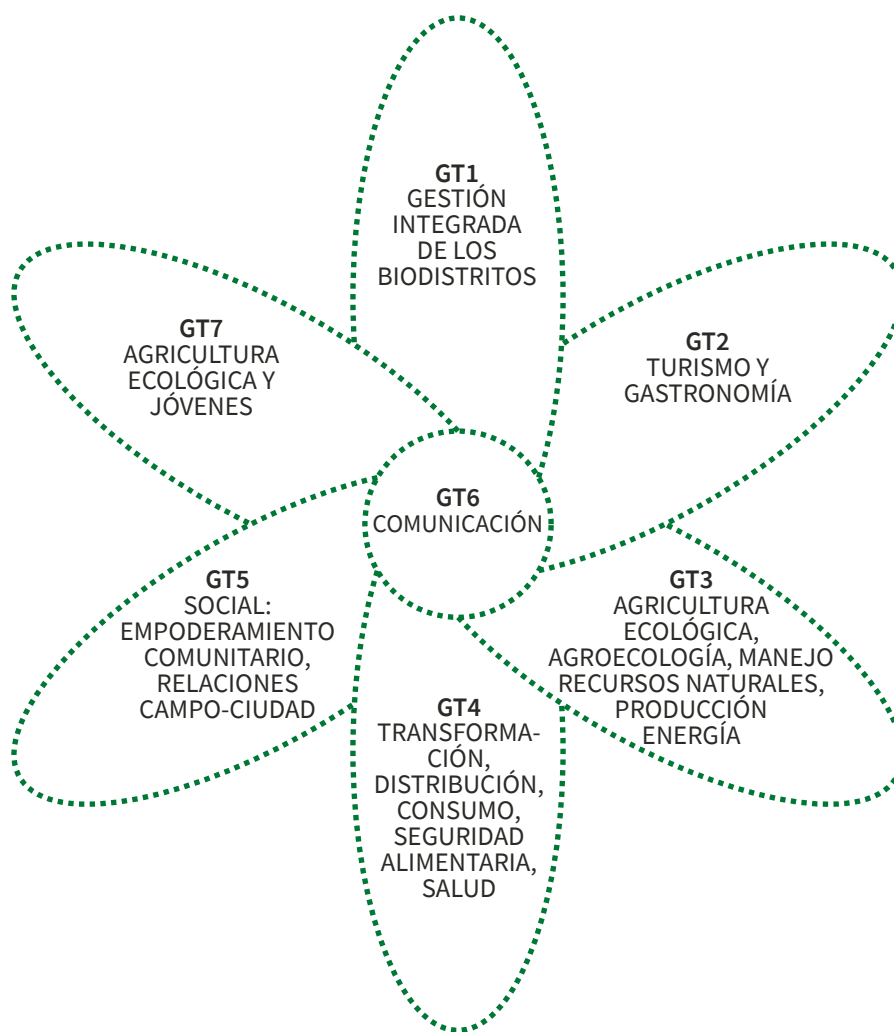 GT1
GESTIÓN
INTEGRADA
DE LOS
BIODISTRITOS
GT2
TURISMO Y
GASTRONOMÍA
GT3
AGRICULTURA
ECOLÓGICA,
AGROECOLOGÍA, MANEJO
RECURSOS NATURALES,
PRODUCCIÓN
ENERGÍA
GT4
TRANSFORMA-
CIÓN,
DISTRIBUCIÓN,
CONSUMO,
SEGURIDAD
ALIMENTARIA,
SALUD
GT5
SOCIAL:
EMPODERAMIENTO
COMUNITARIO,
RELACIONES
CAMPO-CIUDAD
GT6
COMUNICACIÓN
GT7
AGRICULTURA
ECOLÓGICA Y
JÓVENES